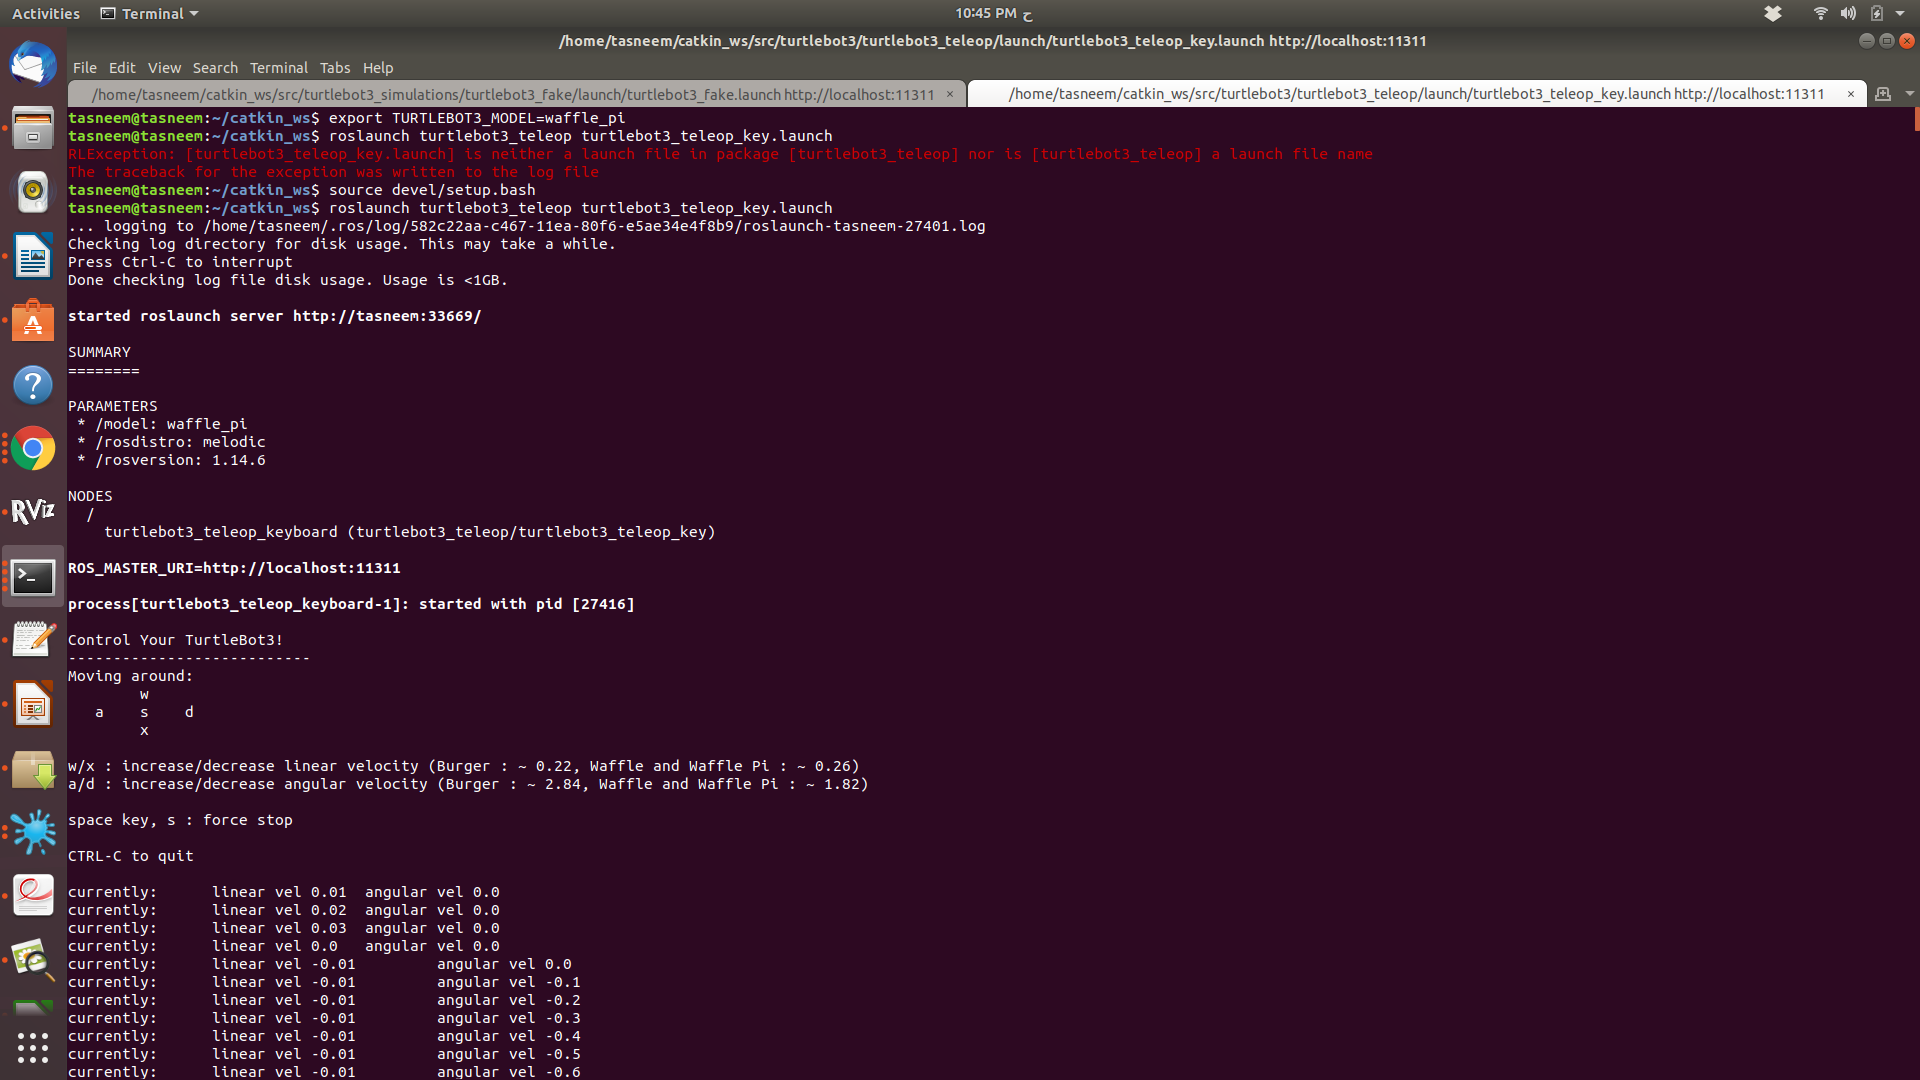 Activities
Terminal
10:45 PM ح
/home/tasneem/catkin_ws/src/turtlebot3/turtlebot3_teleop/launch/turtlebot3_teleop_key.launch http://localhost:11311
File Edit View Search Terminal Tabs Help
/home/tasneem/catkin_ws/src/turtlebot3_simulations/turtlebot3_fake/launch/turtlebot3_fake.launch http://localhost:11311 ×
/home/tasneem/catkin_ws/src/turtlebot3/turtlebot3_teleop/launch/turtlebot3_teleop_key.launch http://localhost:11311 ×
tasneem@tasneem:~/catkin_ws$ export TURTLEBOT3_MODEL=waffle_pi
tasneem@tasneem:~/catkin_ws$ roslaunch turtlebot3_teleop turtlebot3_teleop_key.launch
RLException: [turtlebot3_teleop_key.launch] is neither a launch file in package [turtlebot3_teleop] nor is [turtlebot3_teleop] a launch file name
The traceback for the exception was written to the log file
tasneem@tasneem:~/catkin_ws$ source devel/setup.bash
tasneem@tasneem:~/catkin_ws$ roslaunch turtlebot3_teleop turtlebot3_teleop_key.launch
... logging to /home/tasneem/.ros/log/582c22aa-c467-11ea-80f6-e5ae34e4f8b9/roslaunch-tasneem-27401.log
Checking log directory for disk usage. This may take a while.
Press Ctrl-C to interrupt
Done checking log file disk usage. Usage is <1GB.
started roslaunch server http://tasneem:33669/
SUMMARY
========
PARAMETERS
* /model: waffle_pi
* /rosdistro: melodic
* /rosversion: 1.14.6
NODES
/
turtlebot3_teleop_keyboard (turtlebot3_teleop/turtlebot3_teleop_key)
ROS_MASTER_URI=http://localhost:11311
process[turtlebot3_teleop_keyboard-1]: started with pid [27416]
Control Your TurtleBot3!
---------------------------
Moving around:
w
a s d
x
w/x : increase/decrease linear velocity (Burger : ~ 0.22, Waffle and Waffle Pi : ~ 0.26)
a/d : increase/decrease angular velocity (Burger : ~ 2.84, Waffle and Waffle Pi : ~ 1.82)
space key, s : force stop
CTRL-C to quit
currently: linear vel 0.01 angular vel 0.0
currently: linear vel 0.02 angular vel 0.0
currently: linear vel 0.03 angular vel 0.0
currently: linear vel 0.0 angular vel 0.0
currently: linear vel -0.01 angular vel 0.0
currently: linear vel -0.01 angular vel -0.1
currently: linear vel -0.01 angular vel -0.2
currently: linear vel -0.01 angular vel -0.3
currently: linear vel -0.01 angular vel -0.4
currently: linear vel -0.01 angular vel -0.5
currently: linear vel -0.01 angular vel -0.6
RViz